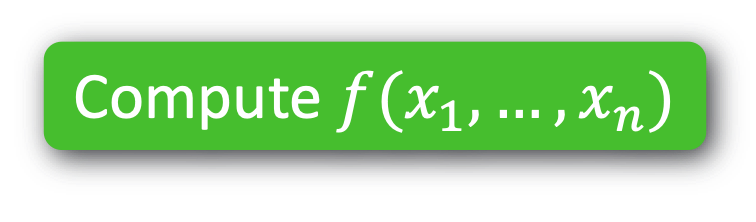 Compute f(x₁, … , xₙ)